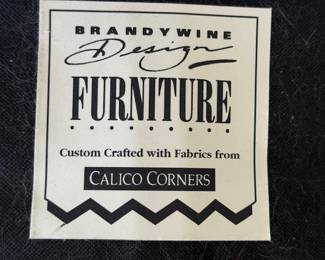 BRANDYWINE
Design
FURNITURE
Custom Crafted with Fabrics from
CALICO CORNERS